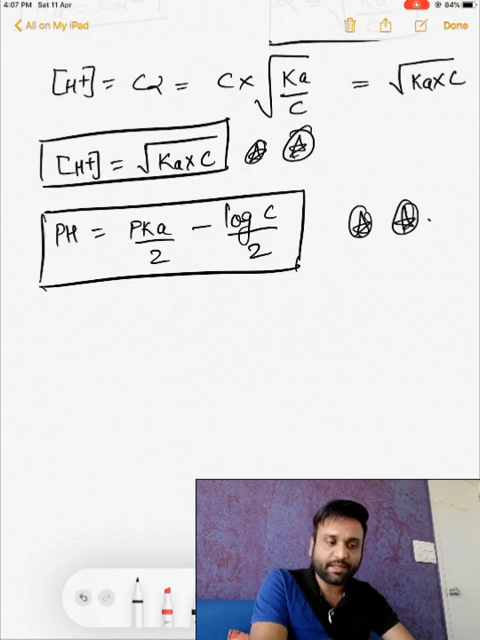 4:07 PM Sat 11 Apr
84%
All on My iPad
Done
[H+] = Cα = C × √Ka/C = √Ka×C
[H+] = √Ka×C
PH = PKa/2 − log C/2